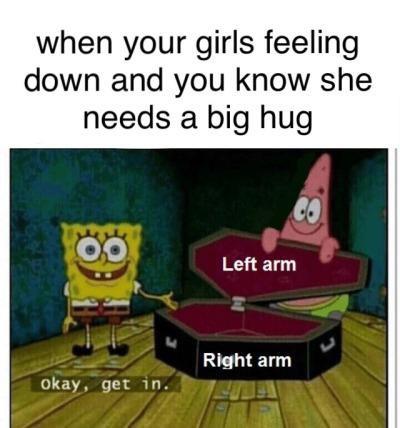 when your girls feeling
down and you know she
needs a big hug
Left arm
Right arm
okay, get in.